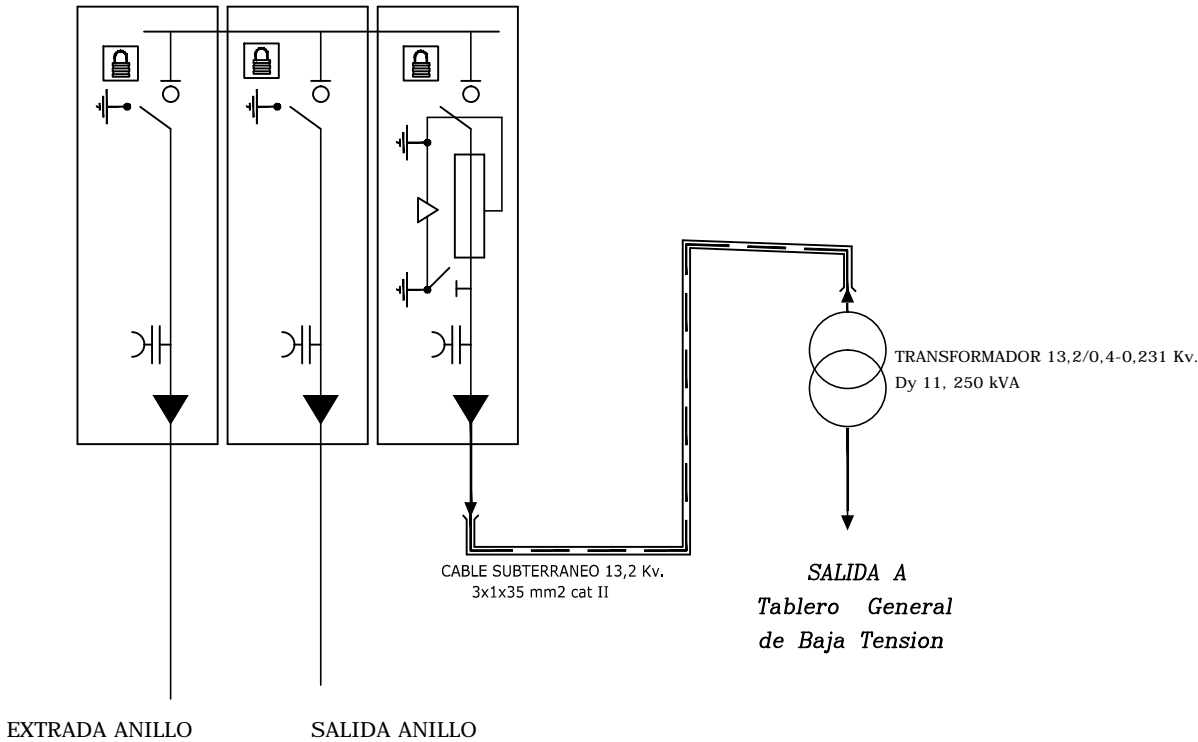 TRANSFORMADOR 13,2/0,4-0,231 Kv.
Dy 11, 250 kVA
CABLE SUBTERRANEO 13,2 Kv.
3x1x35 mm2 cat II
SALIDA A
Tablero General
de Baja Tension
EXTRADA ANILLO
SALIDA ANILLO